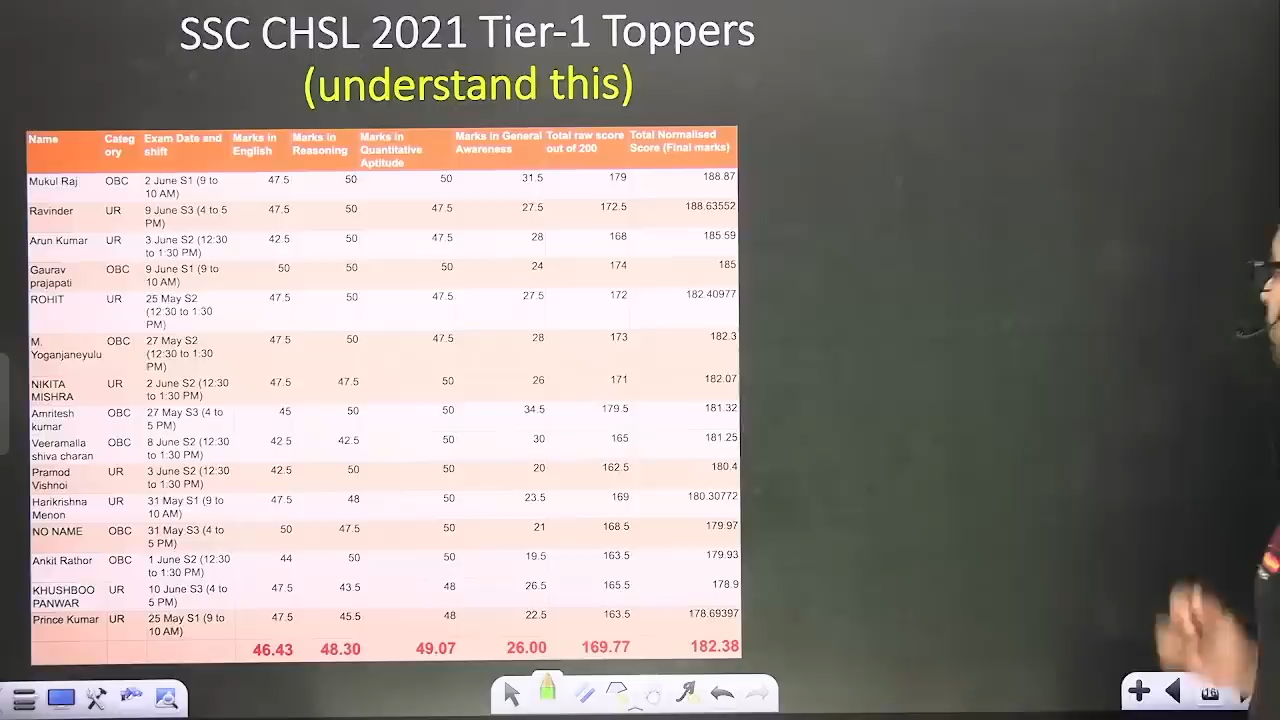 SSC CHSL 2021 Tier-1 Toppers
(understand this)
Name Categ Exam Date and Marks in Marks in Marks in Marks in General Total raw score Total Normalised
ory shift English Reasoning Quantitative Awareness out of 200 Score (Final marks)
Aptitude
Mukul Raj OBC 2 June S1 (9 to 47.5 50 50 31.5 179 188.87
10 AM)
Ravinder UR 9 June S3 (4 to 5 47.5 50 47.5 27.5 172.5 188.63552
PM)
Arun Kumar UR 3 June S2 (12:30 42.5 50 47.5 28 168 185.59
to 1:30 PM)
Gaurav OBC 9 June S1 (9 to 50 50 50 24 174 185
prajapati 10 AM)
ROHIT UR 25 May S2 47.5 50 47.5 27.5 172 182.40977
(12:30 to 1:30
PM)
M. OBC 27 May S2 47.5 50 47.5 28 173 182.3
Yoganjaneyulu (12:30 to 1:30
PM)
NIKITA UR 2 June S2 (12:30 47.5 47.5 50 26 171 182.07
MISHRA to 1:30 PM)
Amritesh OBC 27 May S3 (4 to 45 50 50 34.5 179.5 181.32
kumar 5 PM)
Veeramalla OBC 8 June S2 (12:30 42.5 42.5 50 30 165 181.25
shiva charan to 1:30 PM)
Pramod UR 3 June S2 (12:30 42.5 50 50 20 162.5 180.4
Vishnoi to 1:30 PM)
Harikrishna UR 31 May S1 (9 to 47.5 48 50 23.5 169 180.30772
Menon 10 AM)
NO NAME OBC 31 May S3 (4 to 50 47.5 50 21 168.5 179.97
5 PM)
Ankit Rathor OBC 1 June S2 (12:30 44 50 50 19.5 163.5 179.93
to 1:30 PM)
KHUSHBOO UR 10 June S3 (4 to 47.5 43.5 48 26.5 165.5 178.9
PANWAR 5 PM)
Prince Kumar UR 25 May S1 (9 to 47.5 45.5 48 22.5 163.5 178.69397
10 AM)
46.43 48.30 49.07 26.00 169.77 182.38
16